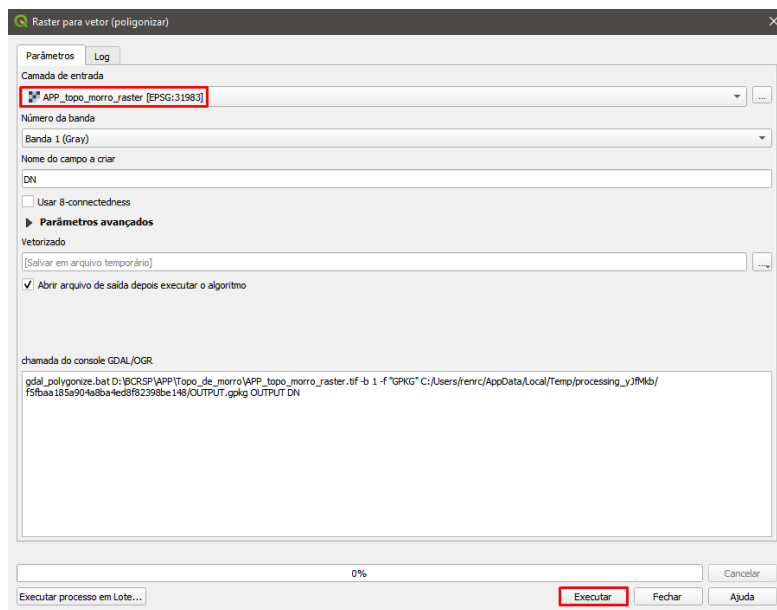 Raster para vetor (poligonizar)
Parâmetros
Log
Camada de entrada
APP_topo_morro_raster [EPSG:31983]
...
Número da banda
Banda 1 (Gray)
Nome do campo a criar
DN
Usar 8-connectedness
Parâmetros avançados
Vetorizado
[Salvar em arquivo temporário]
...
Abrir arquivo de saída depois executar o algoritmo
chamada do console GDAL/OGR
gdal_polygonize.bat D:\BCRSP\APP\Topo_de_morro\APP_topo_morro_raster.tif -b 1 -f "GPKG" C:/Users/renrc/AppData/Local/Temp/processing_yJfMkb/
f5fbaa185a904a8ba4ed8f82398be148/OUTPUT.gpkg OUTPUT DN
0%
Cancelar
Executar processo em Lote...
Executar
Fechar
Ajuda